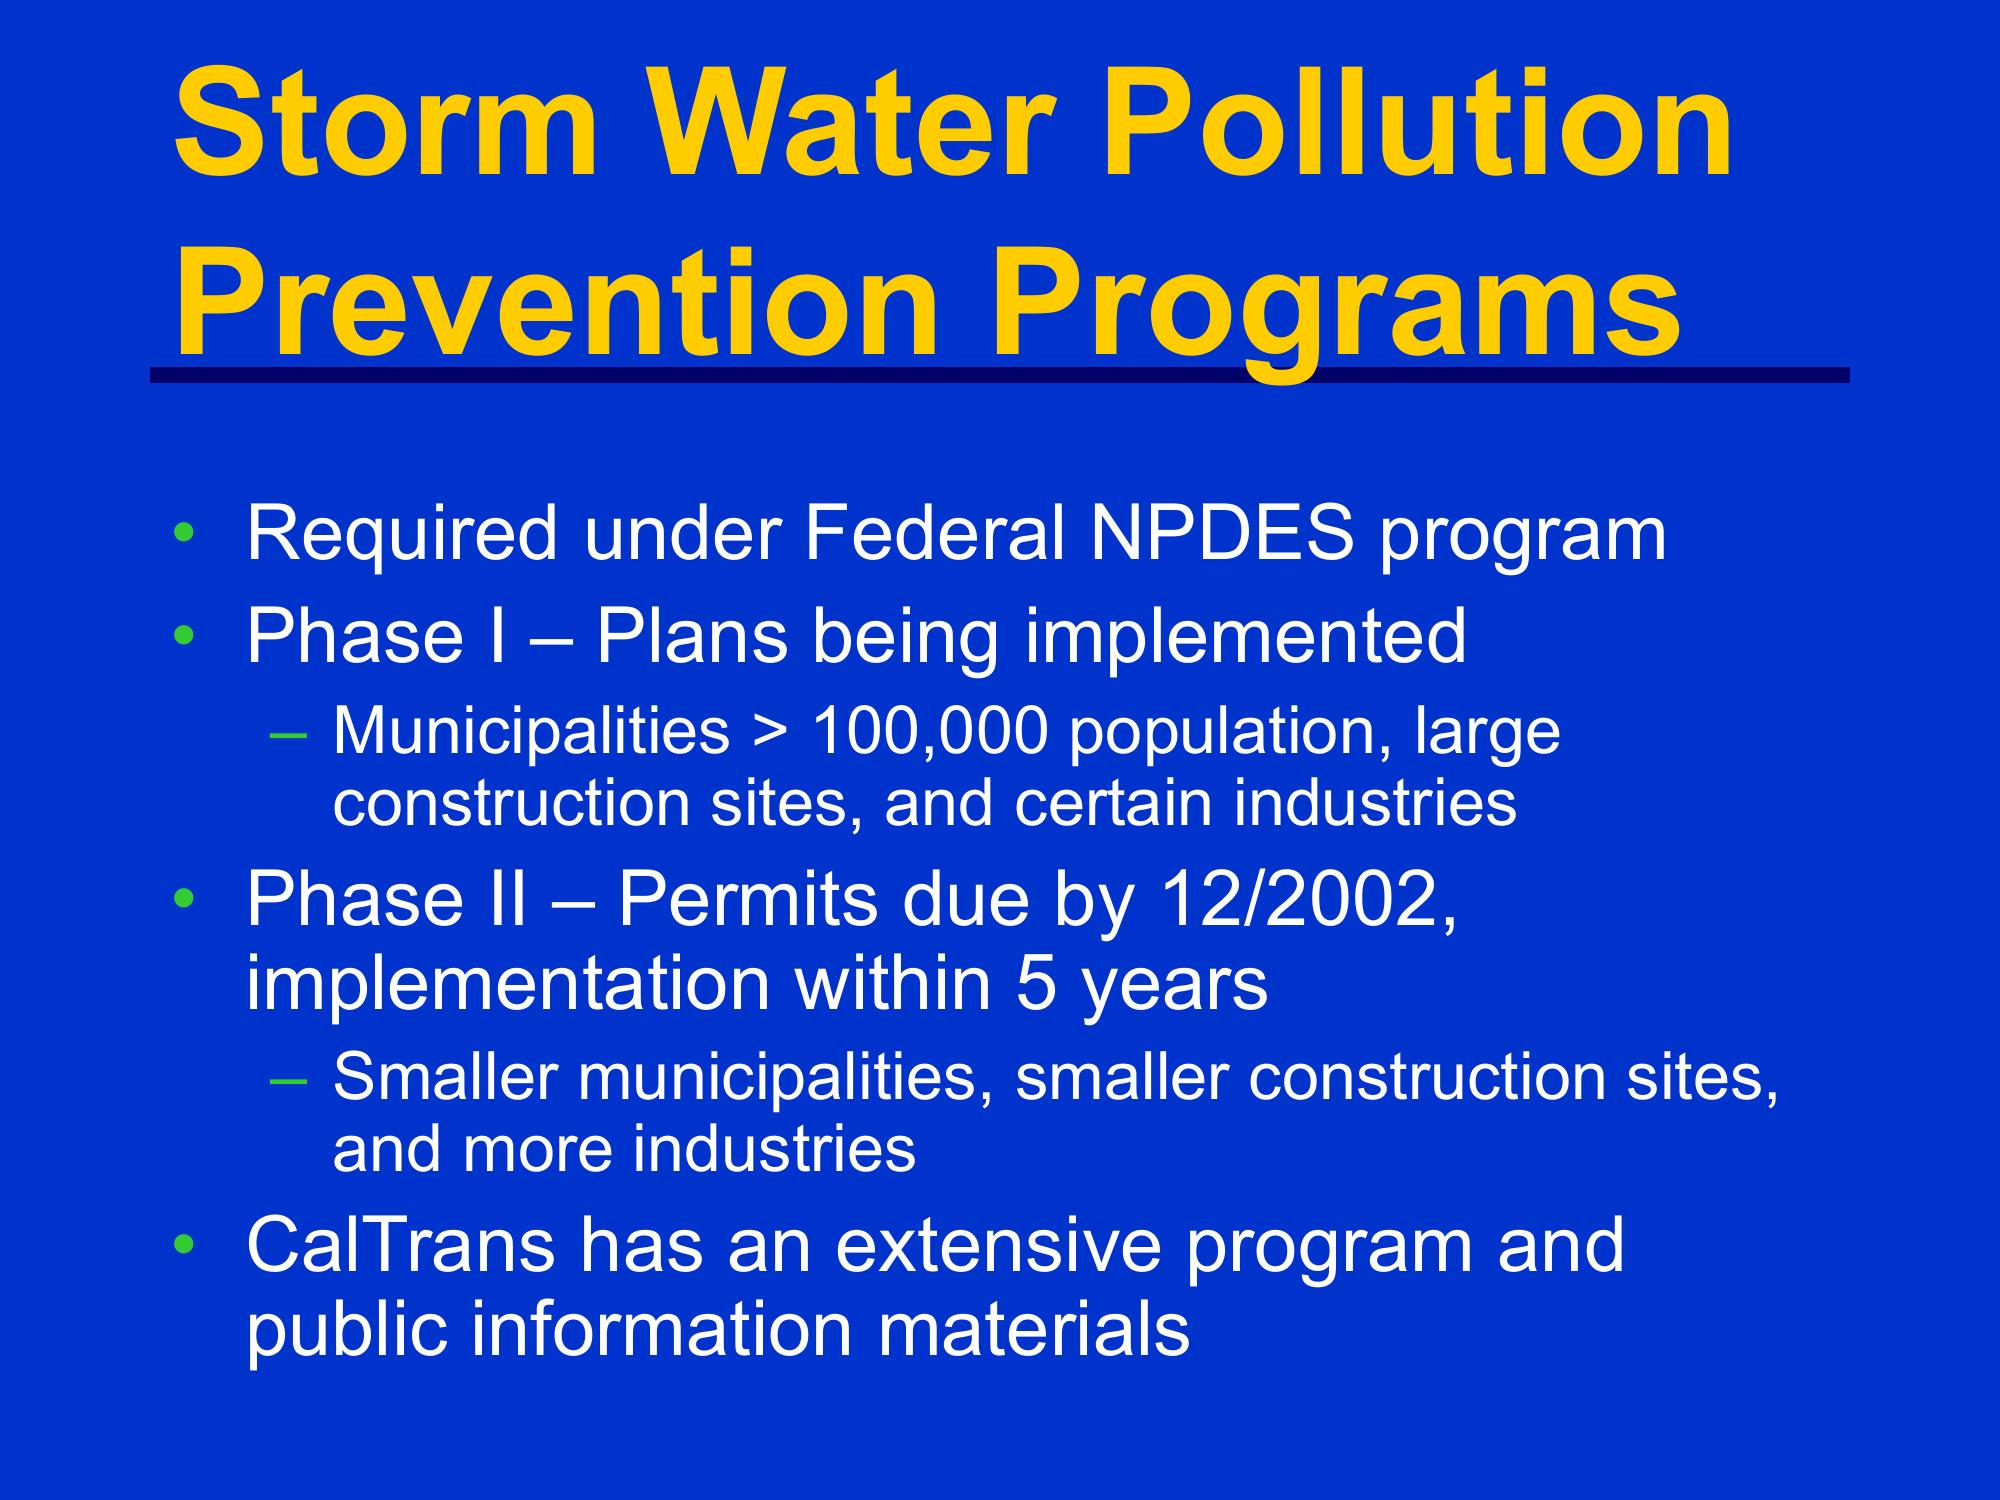 Storm Water Pollution
Prevention Programs
• Required under Federal NPDES program
• Phase I – Plans being implemented
– Municipalities > 100,000 population, large
construction sites, and certain industries
• Phase II – Permits due by 12/2002,
implementation within 5 years
– Smaller municipalities, smaller construction sites,
and more industries
• CalTrans has an extensive program and
public information materials